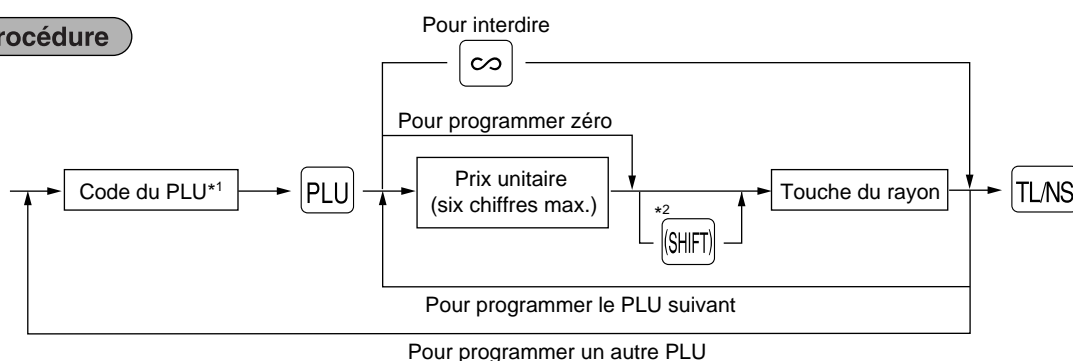 Procédure
Pour interdire
∽
Pour programmer zéro
Code du PLU*1
PLU
Prix unitaire
(six chiffres max.)
*2
(SHIFT)
Touche du rayon
TL/NS
Pour programmer le PLU suivant
Pour programmer un autre PLU